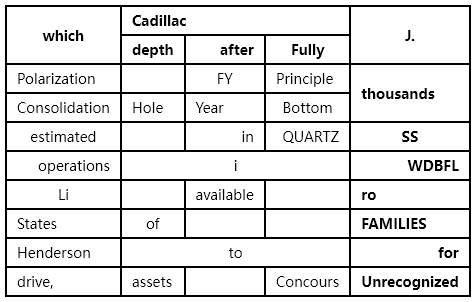 which Cadillac J.
depth after Fully
Polarization FY Principle thousands
Consolidation Hole Year Bottom
estimated in QUARTZ SS
operations i WDBFL
Li available ro
States of FAMILIES
Henderson to for
drive, assets Concours Unrecognized